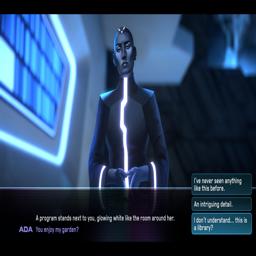 I've never seen anything
like this before.
An intriguing detail.
I don't understand... this is
a library?
A program stands next to you, glowing white like the room around her.
ADA You enjoy my garden?